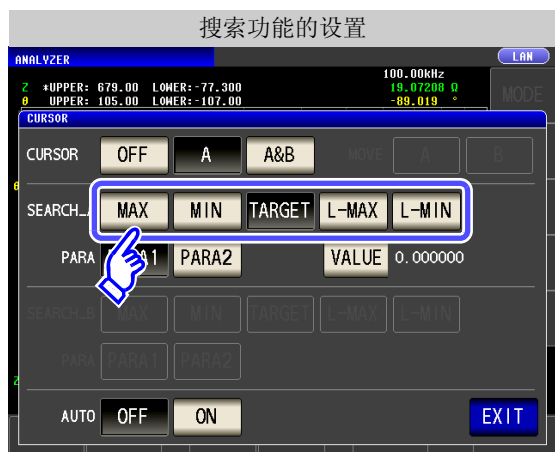 搜索功能的设置
ANALYZER LAN
100.00kHz
Z *UPPER: 679.00 LOWER:-77.300 19.07208 Ω
θ UPPER: 105.00 LOWER:-107.00 -89.019 °
MODE
CURSOR
CURSOR OFF A A&B MOVE A B
θ
SEARCH_A MAX MIN TARGET L-MAX L-MIN
PARA PARA1 PARA2 VALUE 0.000000
SEARCH_B MAX MIN TARGET L-MAX L-MIN
PARA PARA1 PARA2
Z
AUTO OFF ON EXIT